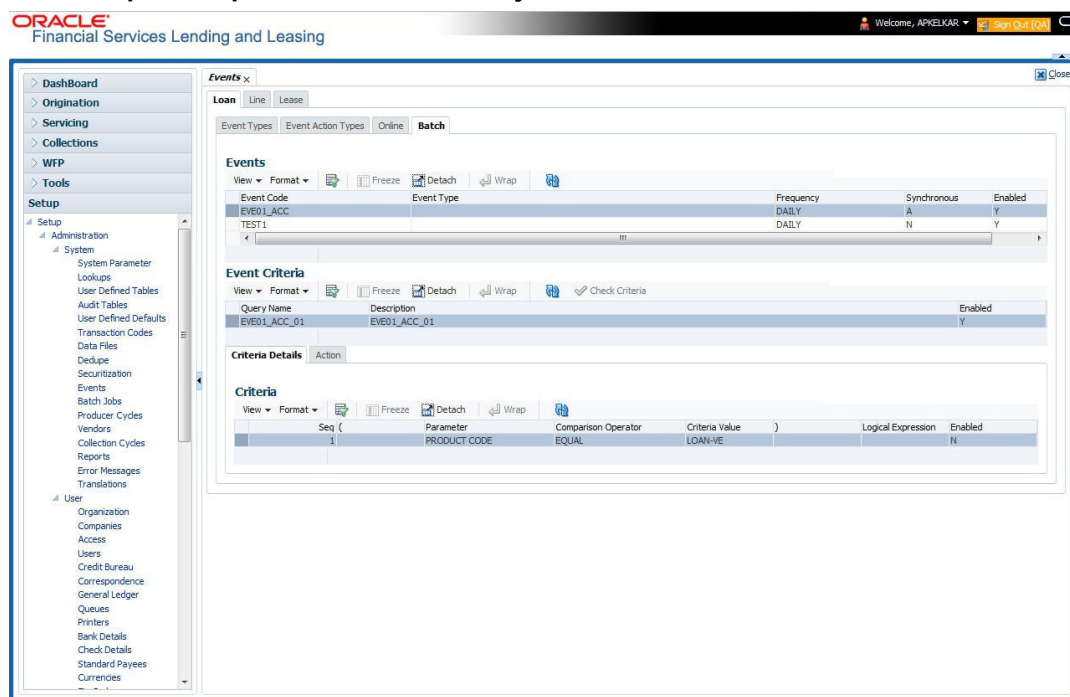 ORACLE'
Financial Services Lending and Leasing
Welcome, APKELKAR
Sign Out [QA]
Close
DashBoard
Origination
Servicing
Collections
WFP
Tools
Setup
Setup
Administration
System
System Parameter
Lookups
User Defined Tables
Audit Tables
User Defined Defaults
Transaction Codes
Data Files
Dedupe
Securitization
Events
Batch Jobs
Producer Cycles
Vendors
Collection Cycles
Reports
Error Messages
Translations
User
Organization
Companies
Access
Users
Credit Bureau
Correspondence
General Ledger
Queues
Printers
Bank Details
Check Details
Standard Payees
Currencies
Events
Loan Line Lease
Event Types Event Action Types Online Batch
Events
View Format Freeze Detach Wrap
Event Code Event Type Frequency Synchronous Enabled
EVE01_ACC DAILY A Y
TEST1 DAILY N Y
Event Criteria
View Format Freeze Detach Wrap Check Criteria
Query Name Description Enabled
EVE01_ACC_01 EVE01_ACC_01 Y
Criteria Details Action
Criteria
View Format Freeze Detach Wrap
Seq ( Parameter Comparison Operator Criteria Value ) Logical Expression Enabled
1 PRODUCT CODE EQUAL LOAN-VE N